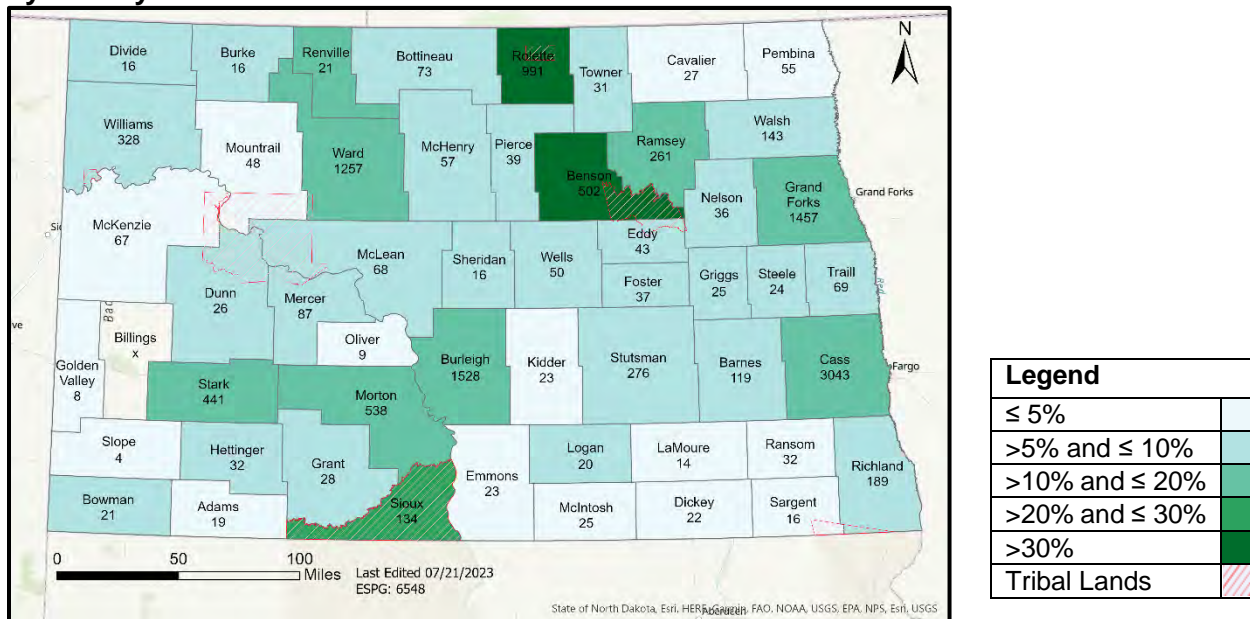 N
Divide
16
Burke
16
Renville
21
Bottineau
73
Rolette
991
Towner
31
Cavalier
27
Pembina
55
Williams
328
Mountrail
48
Ward
1257
McHenry
57
Pierce
39
Benson
502
Ramsey
261
Walsh
143
Nelson
36
Grand
Forks
1457
Grand Forks
McKenzie
67
Dunn
26
McLean
68
Mercer
87
Sheridan
16
Wells
50
Eddy
43
Foster
37
Griggs
25
Steele
24
Traill
69
Red
Golden
Valley
8
Billings
x
Oliver
9
Burleigh
1528
Kidder
23
Stutsman
276
Barnes
119
Cass
3043
Fargo
Stark
441
Morton
538
Slope
4
Hettinger
32
Grant
28
Emmons
23
Logan
20
LaMoure
14
Ransom
32
Richland
189
Bowman
21
Adams
19
Sioux
134
McIntosh
25
Dickey
22
Sargent
16
0 50 100
Miles
Last Edited 07/21/2023
ESPG: 6548
State of North Dakota, Esri, HERE, Garmin, FAO, NOAA, USGS, EPA, NPS, Esri, USGS
Aberdeen
Legend
≤ 5%
>5% and ≤ 10%
>10% and ≤ 20%
>20% and ≤ 30%
>30%
Tribal Lands